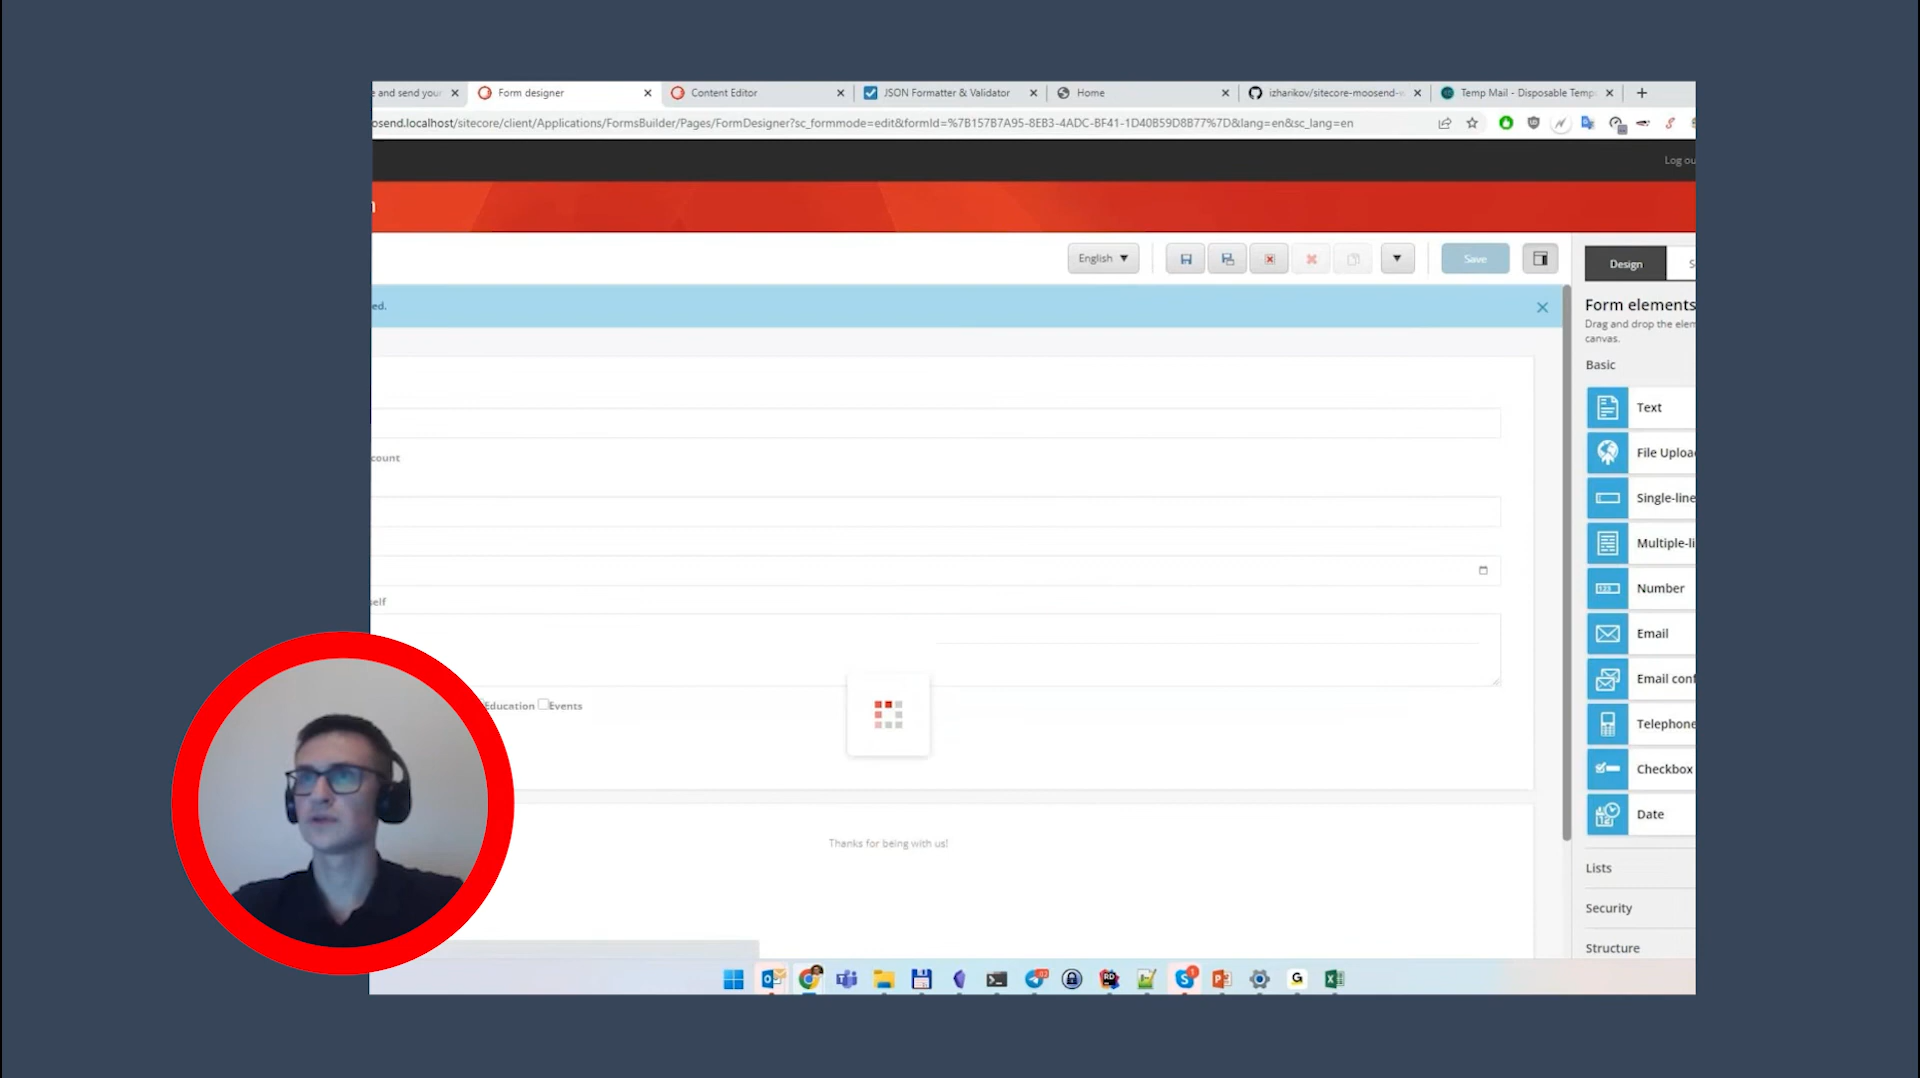 e and send your
Form designer
Content Editor
JSON Formatter & Validator
Home
izharikov/sitecore-moosend-
Temp Mail - Disposable Temp
osend.localhost/sitecore/client/Applications/FormsBuilder/Pages/FormDesigner?sc_formmode=edit&formId=%7B157B7A95-8EB3-4ADC-BF41-1D40B59D8B77%7D&lang=en&sc_lang=en
Log ou
English
Save
Design
S
ed.
Form elements
Drag and drop the elem
canvas.
Basic
Text
File Uploa
Single-line
Multiple-li
Number
Email
Email conf
Telephone
Checkbox
Date
Lists
Security
Structure
count
self
Education Events
Thanks for being with us!